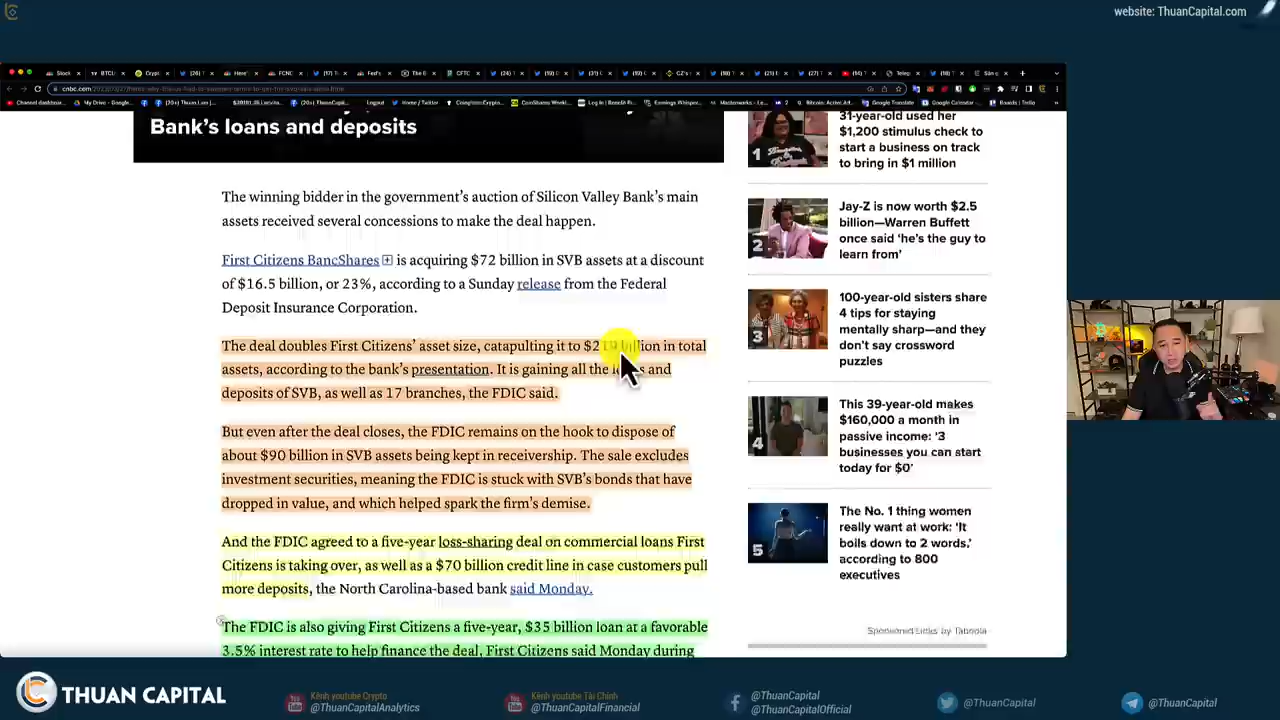 website: ThuanCapital.com
Bank's loans and deposits
The winning bidder in the government's auction of Silicon Valley Bank's main
assets received several concessions to make the deal happen.
First Citizens BancShares is acquiring $72 billion in SVB assets at a discount
of $16.5 billion, or 23%, according to a Sunday release from the Federal
Deposit Insurance Corporation.
The deal doubles First Citizens' asset size, catapulting it to $219 billion in total
assets, according to the bank's presentation. It is gaining all the loans and
deposits of SVB, as well as 17 branches, the FDIC said.
But even after the deal closes, the FDIC remains on the hook to dispose of
about $90 billion in SVB assets being kept in receivership. The sale excludes
investment securities, meaning the FDIC is stuck with SVB's bonds that have
dropped in value, and which helped spark the firm's demise.
And the FDIC agreed to a five-year loss-sharing deal on commercial loans First
Citizens is taking over, as well as a $70 billion credit line in case customers pull
more deposits, the North Carolina-based bank said Monday.
The FDIC is also giving First Citizens a five-year, $35 billion loan at a favorable
3.5% interest rate to help finance the deal, First Citizens said Monday during
31-year-old used her
$1,200 stimulus check to
start a business on track
to bring in $1 million
1
Jay-Z is now worth $2.5
billion—Warren Buffett
once said 'he's the guy to
learn from'
2
100-year-old sisters share
4 tips for staying
mentally sharp—and they
don't say crossword
puzzles
3
This 39-year-old makes
$160,000 a month in
passive income: '3
businesses you can start
today for $0'
4
The No. 1 thing women
really want at work: 'It
boils down to 2 words,'
according to 800
executives
5
Sponsored Links by Taboola
THUAN CAPITAL
Kênh youtube Crypto
@ThuanCapitalAnalytics
Kênh youtube Tài Chính
@ThuanCapitalFinancial
@ThuanCapital
@ThuanCapitalOfficial
@ThuanCapital
@ThuanCapital